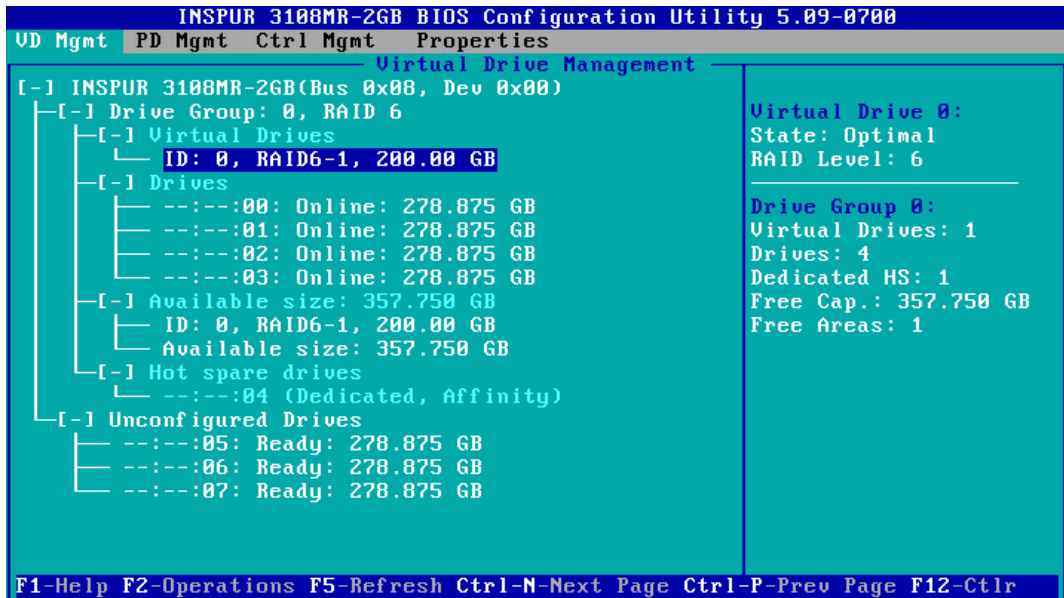 INSPUR 3108MR-2GB BIOS Configuration Utility 5.09-0700
VD Mgmt PD Mgmt Ctrl Mgmt Properties
Virtual Drive Management
[-] INSPUR 3108MR-2GB(Bus 0x08, Dev 0x00)
[-] Drive Group: 0, RAID 6
[-] Virtual Drives
ID: 0, RAID6-1, 200.00 GB
[-] Drives
--:--:00: Online: 278.875 GB
--:--:01: Online: 278.875 GB
--:--:02: Online: 278.875 GB
--:--:03: Online: 278.875 GB
[-] Available size: 357.750 GB
ID: 0, RAID6-1, 200.00 GB
Available size: 357.750 GB
[-] Hot spare drives
--:--:04 (Dedicated, Affinity)
[-] Unconfigured Drives
--:--:05: Ready: 278.875 GB
--:--:06: Ready: 278.875 GB
--:--:07: Ready: 278.875 GB
Virtual Drive 0:
State: Optimal
RAID Level: 6
Drive Group 0:
Virtual Drives: 1
Drives: 4
Dedicated HS: 1
Free Cap.: 357.750 GB
Free Areas: 1
F1-Help F2-Operations F5-Refresh Ctrl-N-Next Page Ctrl-P-Prev Page F12-Ctlr